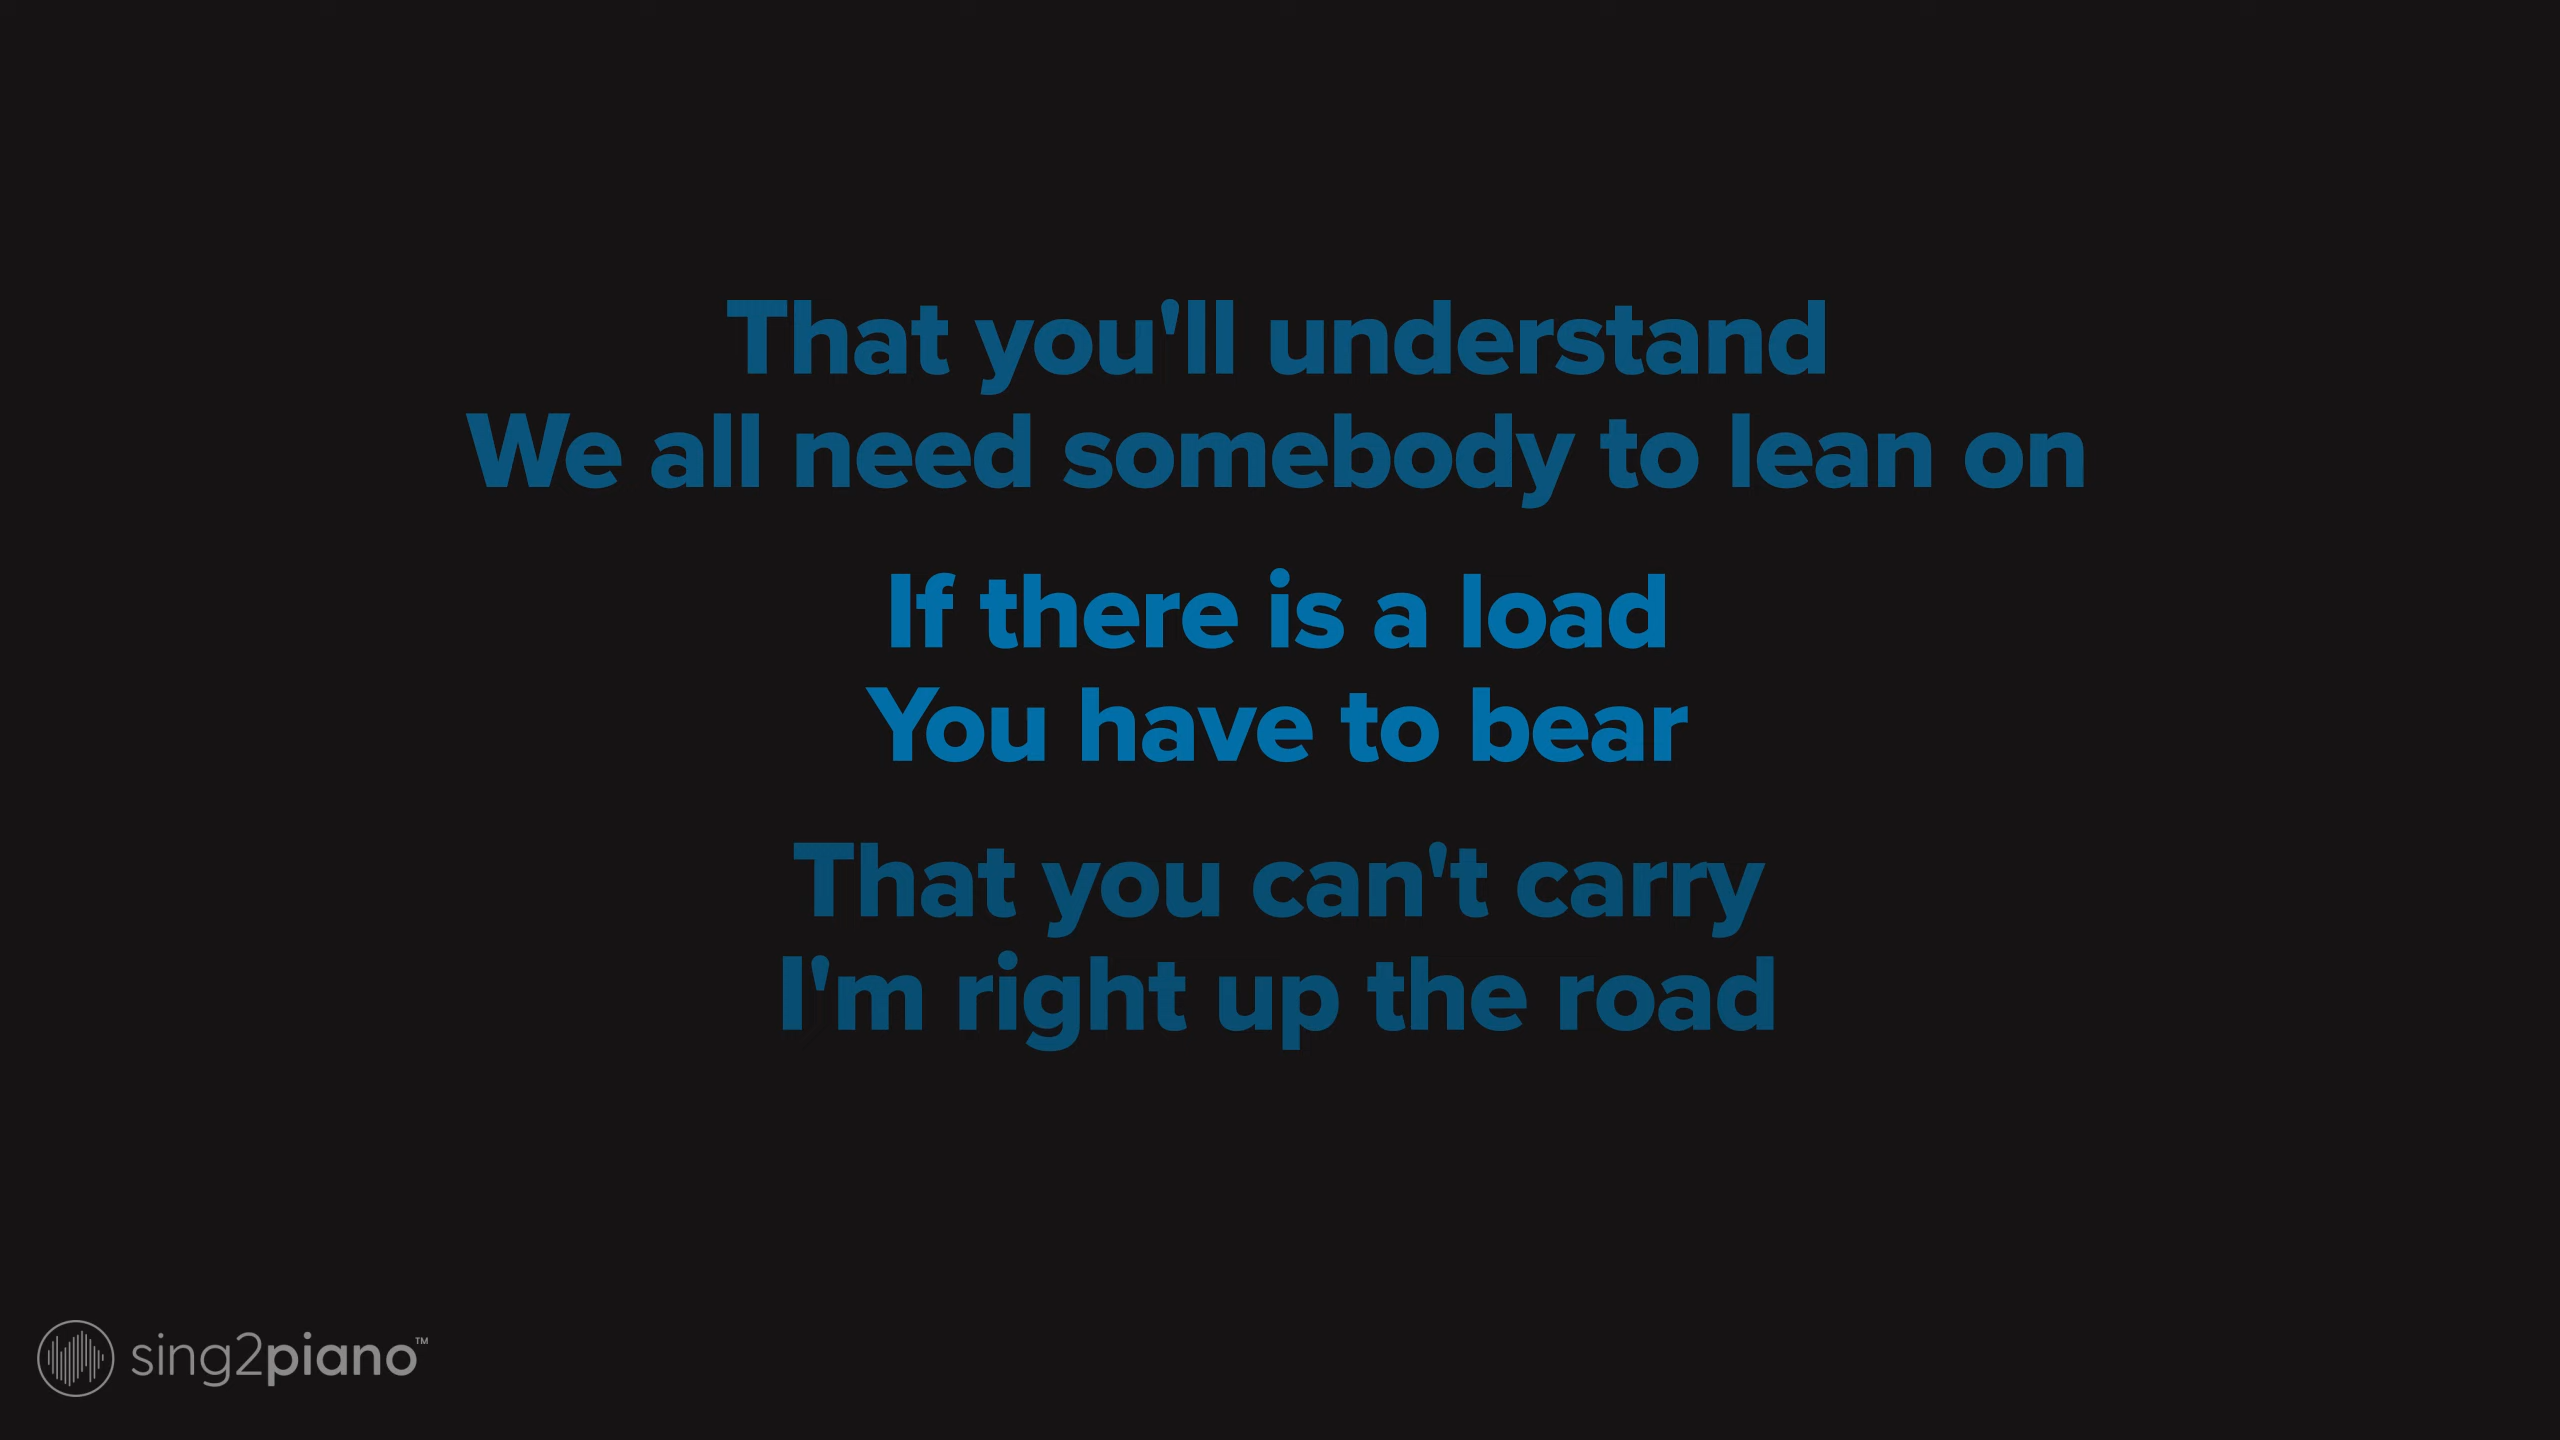 That you'll understand
We all need somebody to lean on
If there is a load
You have to bear
That you can't carry
I'm right up the road
sing2piano™